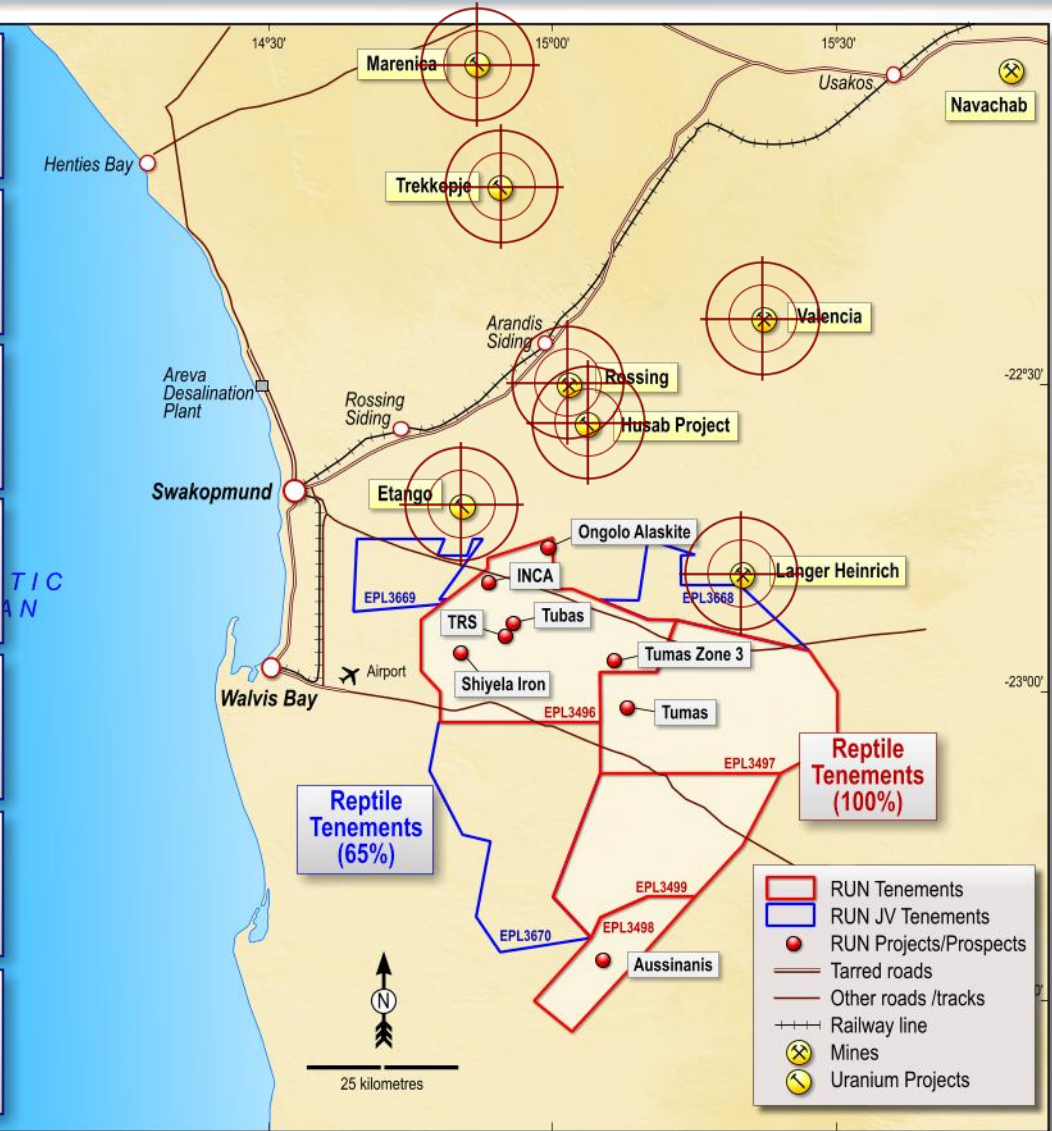 14°30'
15°00'
15°30'
Marenica
Usakos
Navachab
Henties Bay
Trekkopje
Arandis
Siding
Valencia
Areva
Desalination
Plant
Rossing
-22°30'
Rossing
Siding
Husab Project
Swakopmund
Etango
Ongolo Alaskite
TIC
AN
EPL3669
INCA
EPL3668
Langer Heinrich
TRS
Tubas
Tumas Zone 3
Airport
Shiyela Iron
Walvis Bay
EPL3496
Tumas
-23°00'
EPL3497
Reptile
Tenements
(100%)
Reptile
Tenements
(65%)
EPL3499
EPL3498
EPL3670
Aussinanis
N
25 kilometres
RUN Tenements
RUN JV Tenements
RUN Projects/Prospects
Tarred roads
Other roads /tracks
Railway line
Mines
Uranium Projects